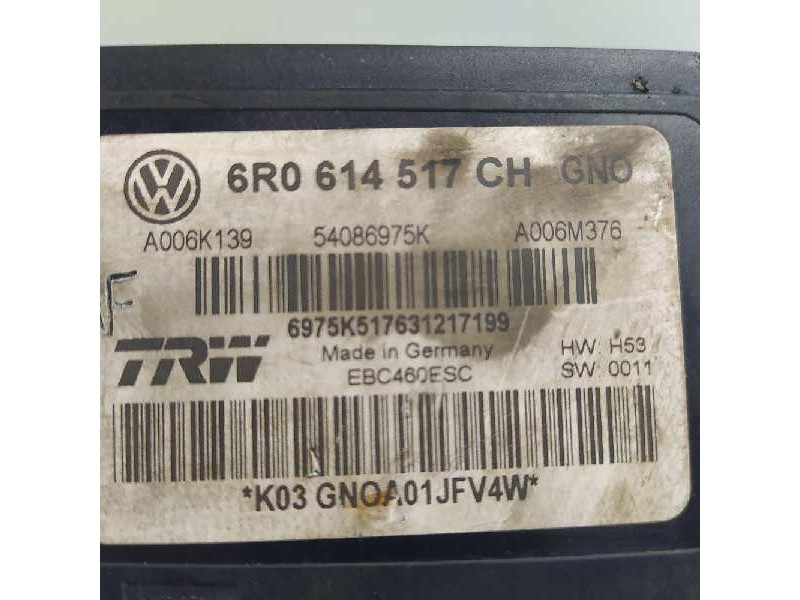 6R0 614 517 CH GNO
A006K139 54086975K A006M376
6975K517631217199
TRW
Made in Germany
HW: H53
EBC460ESC
SW: 0011
*K03 GNOA01JFV4W*